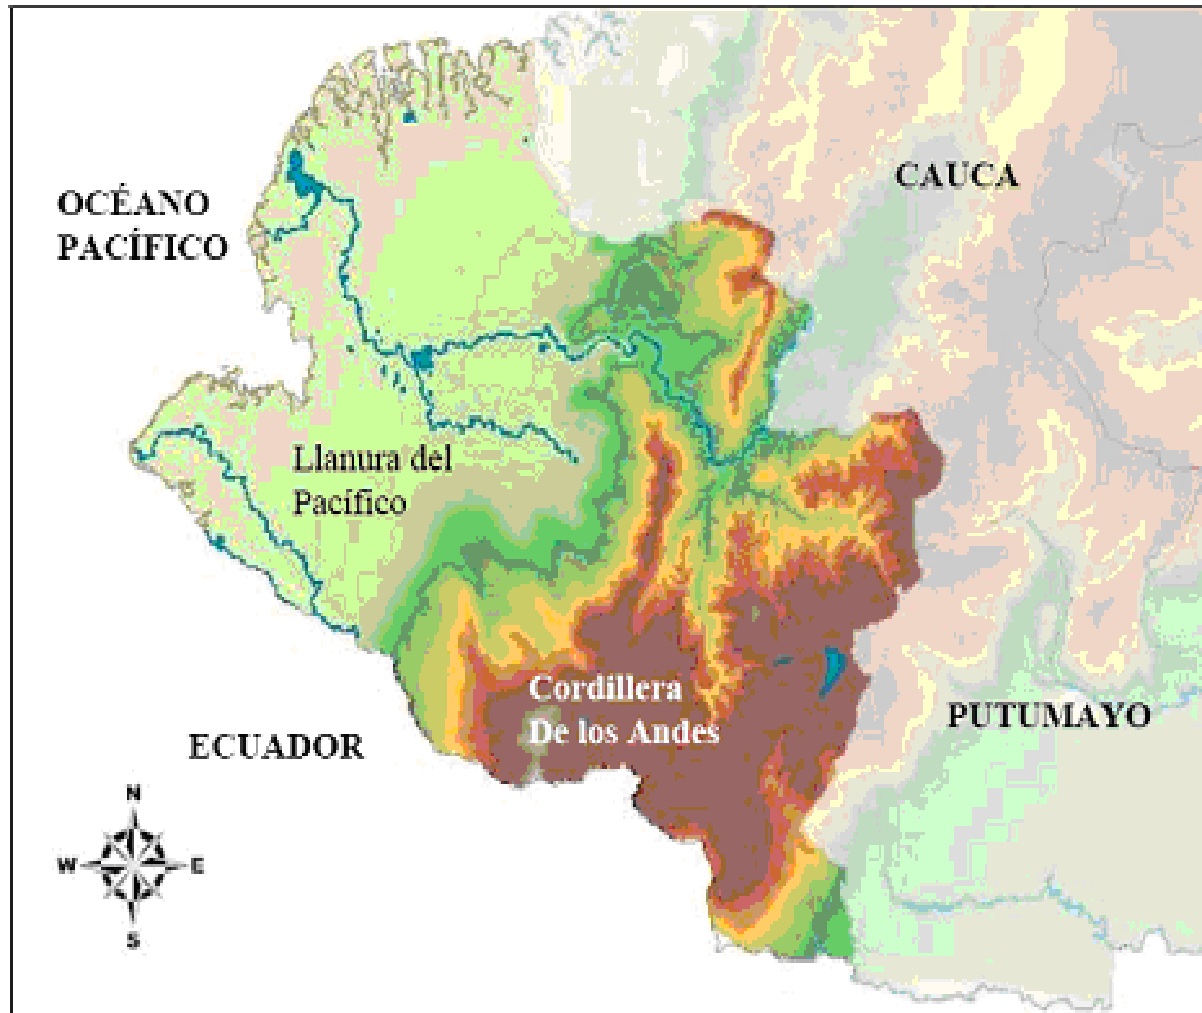 CAUCA
OCÉANO
PACÍFICO
Llanura del
Pacífico
Cordillera
De los Andes
PUTUMAYO
ECUADOR
N
W E
S